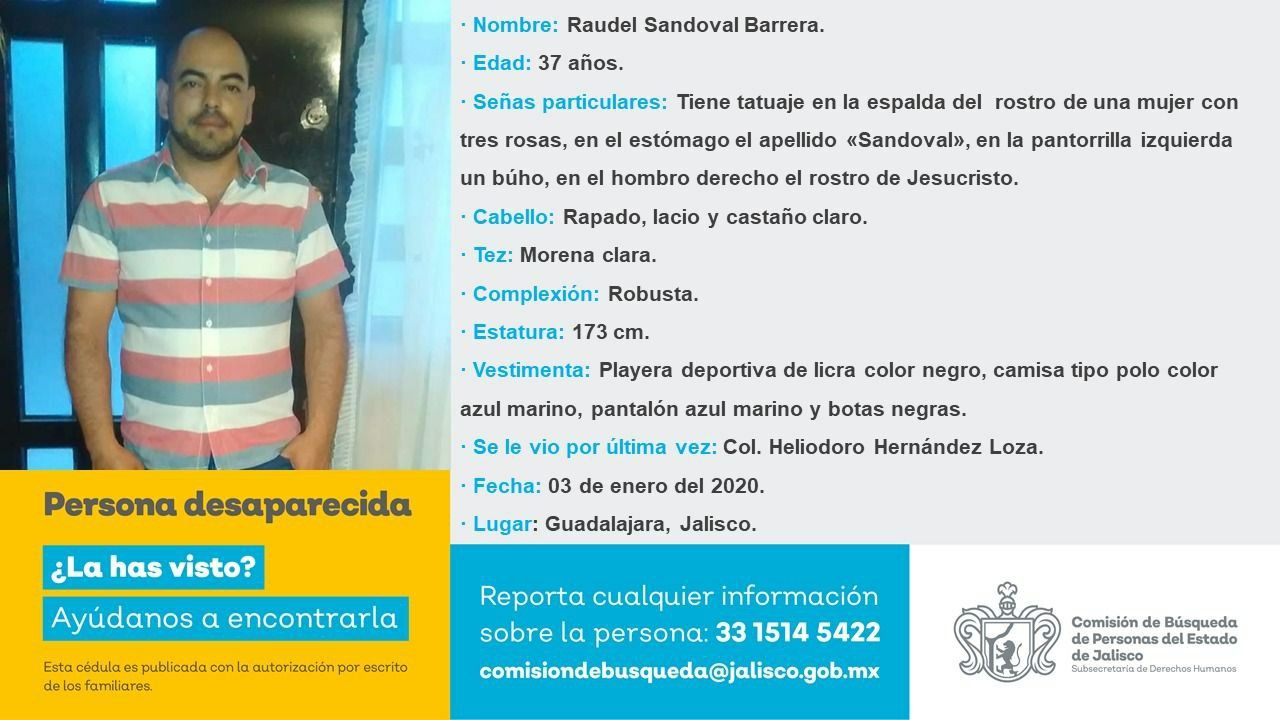 · Nombre: Raudel Sandoval Barrera.
· Edad: 37 años.
· Señas particulares: Tiene tatuaje en la espalda del rostro de una mujer con
tres rosas, en el estómago el apellido «Sandoval», en la pantorrilla izquierda
un búho, en el hombro derecho el rostro de Jesucristo.
· Cabello: Rapado, lacio y castaño claro.
· Tez: Morena clara.
· Complexión: Robusta.
· Estatura: 173 cm.
· Vestimenta: Playera deportiva de licra color negro, camisa tipo polo color
azul marino, pantalón azul marino y botas negras.
· Se le vio por última vez: Col. Heliodoro Hernández Loza.
· Fecha: 03 de enero del 2020.
· Lugar: Guadalajara, Jalisco.
Persona desaparecida
¿La has visto?
Ayúdanos a encontrarla
Esta cédula es publicada con la autorización por escrito
de los familiares.
Reporta cualquier información
sobre la persona: 33 1514 5422
comisiondebusqueda@jalisco.gob.mx
Comisión de Búsqueda
de Personas del Estado
de Jalisco
Subsecretaría de Derechos Humanos